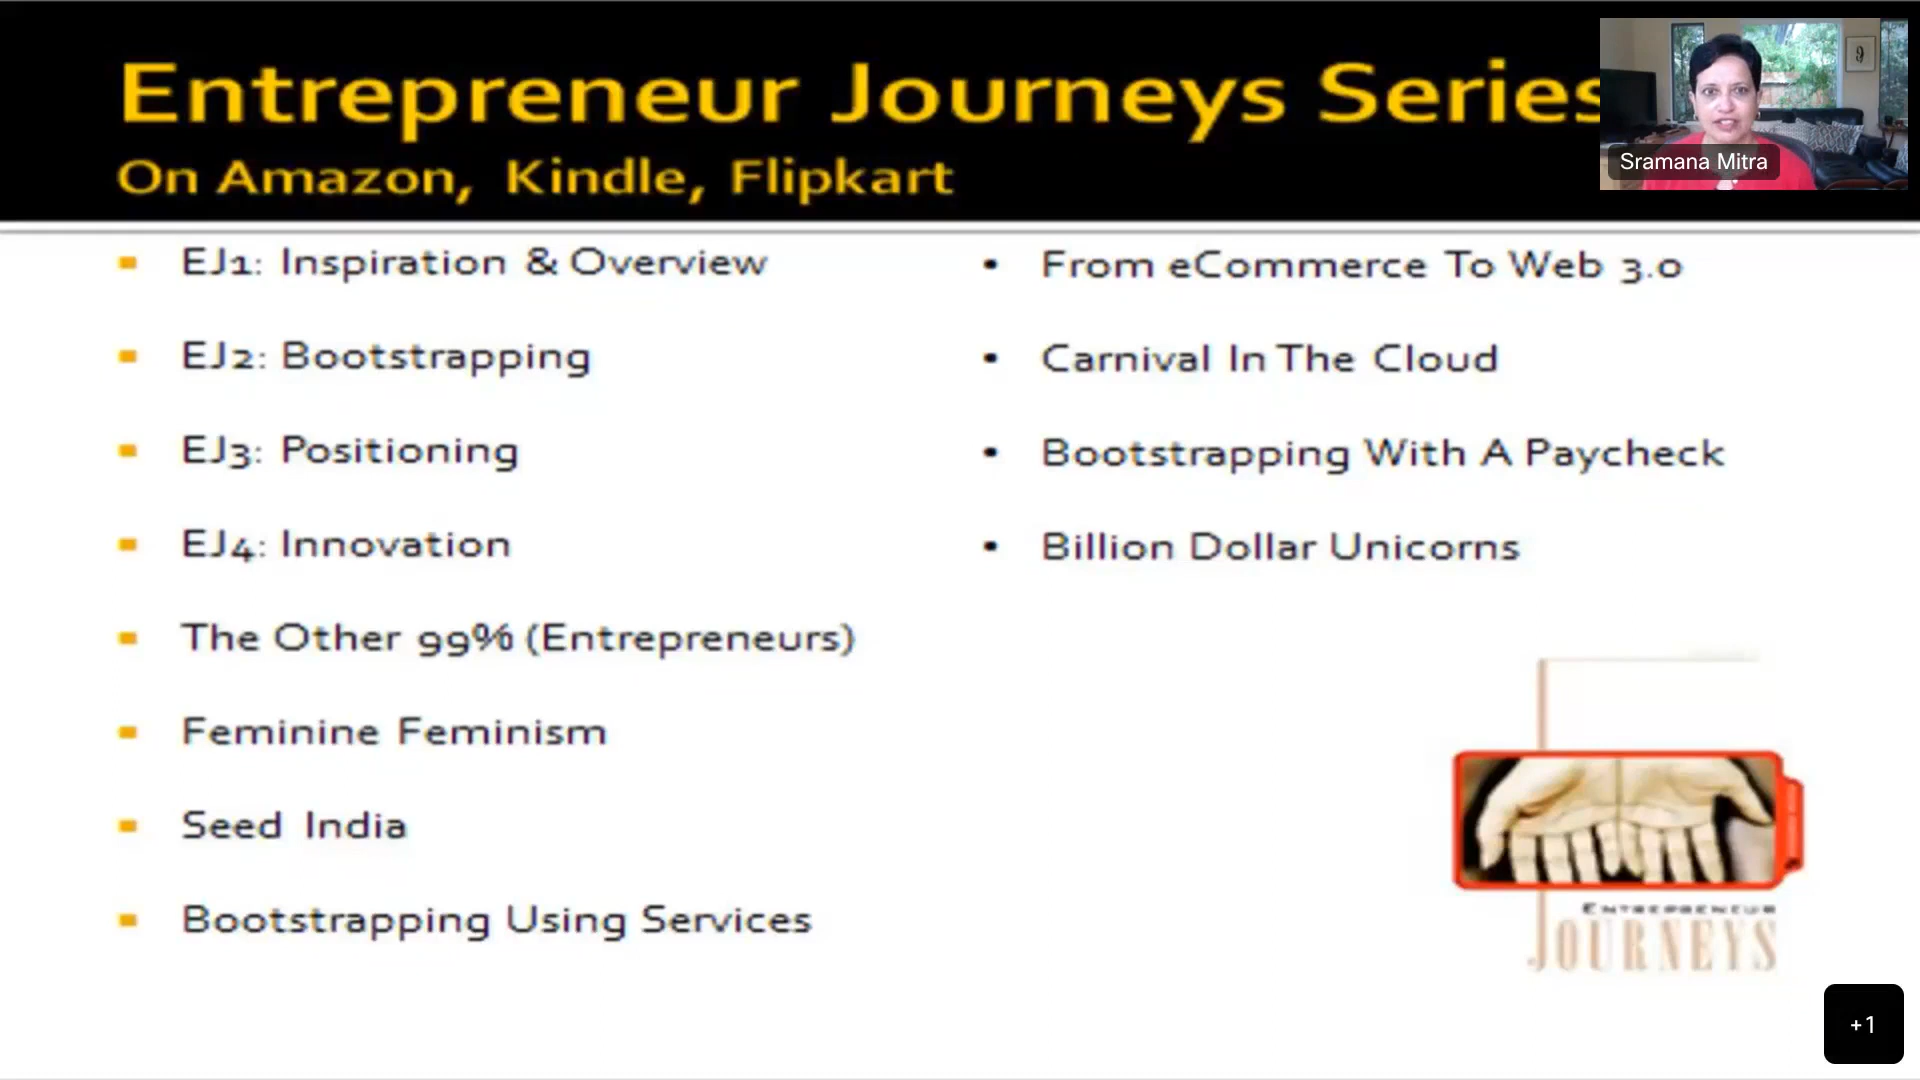 Entrepreneur Journeys Series
On Amazon, Kindle, Flipkart
Sramana Mitra
EJ1: Inspiration & Overview
EJ2: Bootstrapping
EJ3: Positioning
EJ4: Innovation
The Other 99% (Entrepreneurs)
Feminine Feminism
Seed India
Bootstrapping Using Services
From eCommerce To Web 3.0
Carnival In The Cloud
Bootstrapping With A Paycheck
Billion Dollar Unicorns
ENTREPRENEUR
JOURNEYS
+1